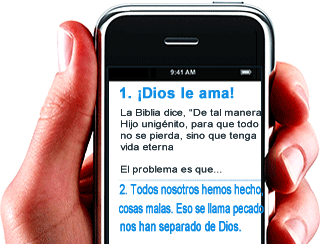 9:41 AM
1. ¡Dios le ama!
La Biblia dice, "De tal manera
Hijo unigénito, para que todo
no se pierda, sino que tenga
vida eterna
El problema es que...
2. Todos nosotros hemos hecho
cosas malas. Eso se llama pecado
nos han separado de Dios.